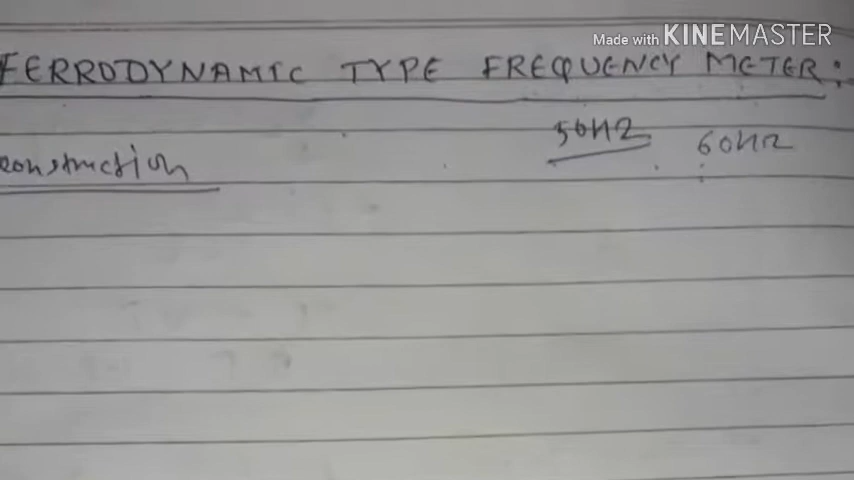 Made with KINEMASTER
FERRODYNAMIC TYPE FREQUENCY METER:
50HZ 60HZ
construction